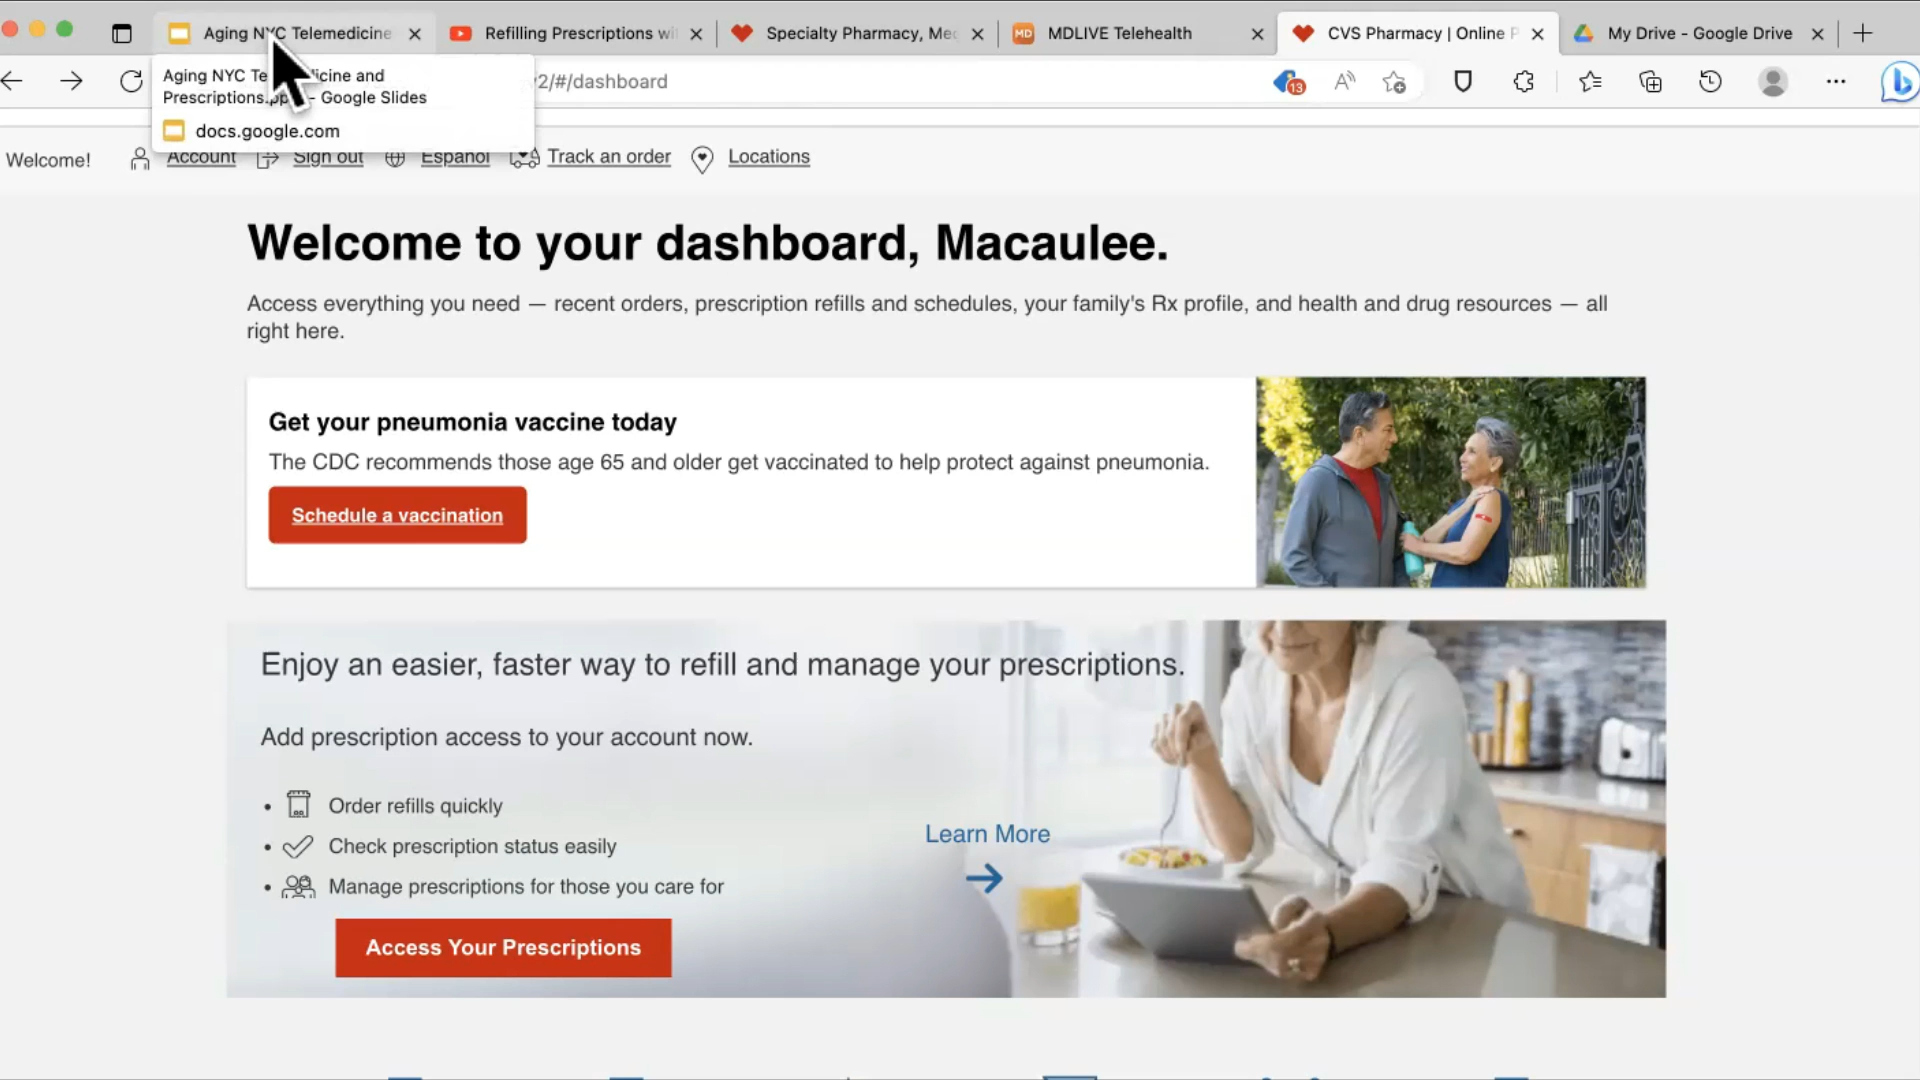 Aging NYC Telemedicine
Refilling Prescriptions wi
Specialty Pharmacy, Med
MD
MDLIVE Telehealth
CVS Pharmacy | Online P
My Drive - Google Drive
Aging NYC and
Google Slides
docs.google.com
2/#/dashboard
13
Welcome!
Account
Sign out
Español
Track an order
Locations
Welcome to your dashboard, Macaulee.
Access everything you need — recent orders, prescription refills and schedules, your family's Rx profile, and health and drug resources — all
right here.
Get your pneumonia vaccine today
The CDC recommends those age 65 and older get vaccinated to help protect against pneumonia.
Schedule a vaccination
Enjoy an easier, faster way to refill and manage your prescriptions.
Add prescription access to your account now.
Order refills quickly
Check prescription status easily
Manage prescriptions for those you care for
Learn More
Access Your Prescriptions